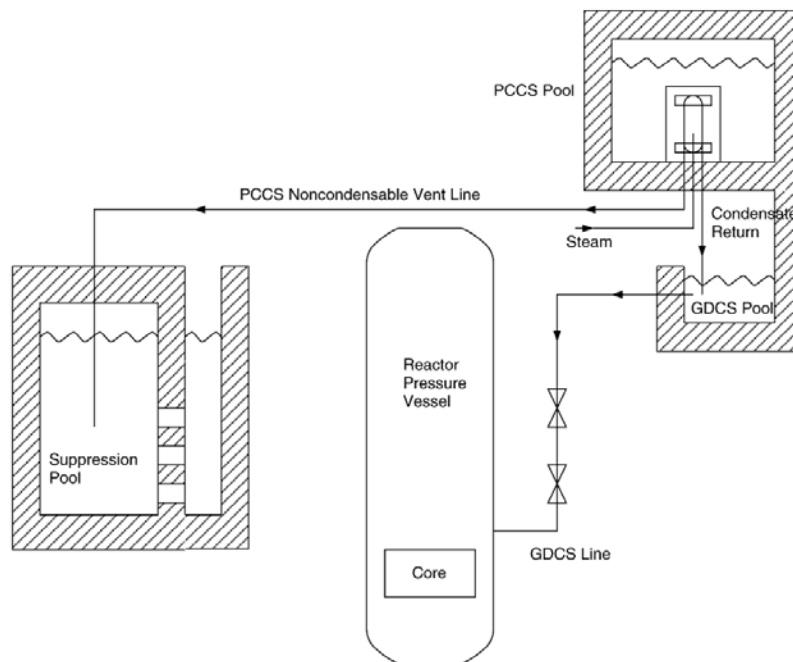 PCCS Pool
PCCS Noncondensable Vent Line
Condensate
Return
Steam
GDCS Pool
Reactor
Pressure
Vessel
Suppression
Pool
GDCS Line
Core